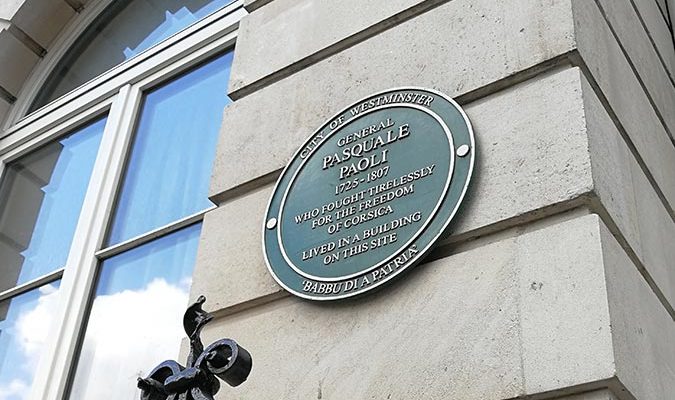 CITY OF WESTMINSTER
GENERAL
PASQUALE
PAOLI
1725-1807
WHO FOUGHT TIRELESSLY
FOR THE FREEDOM
OF CORSICA
LIVED IN A BUILDING
ON THIS SITE
'BABBU DI A PATRIA'